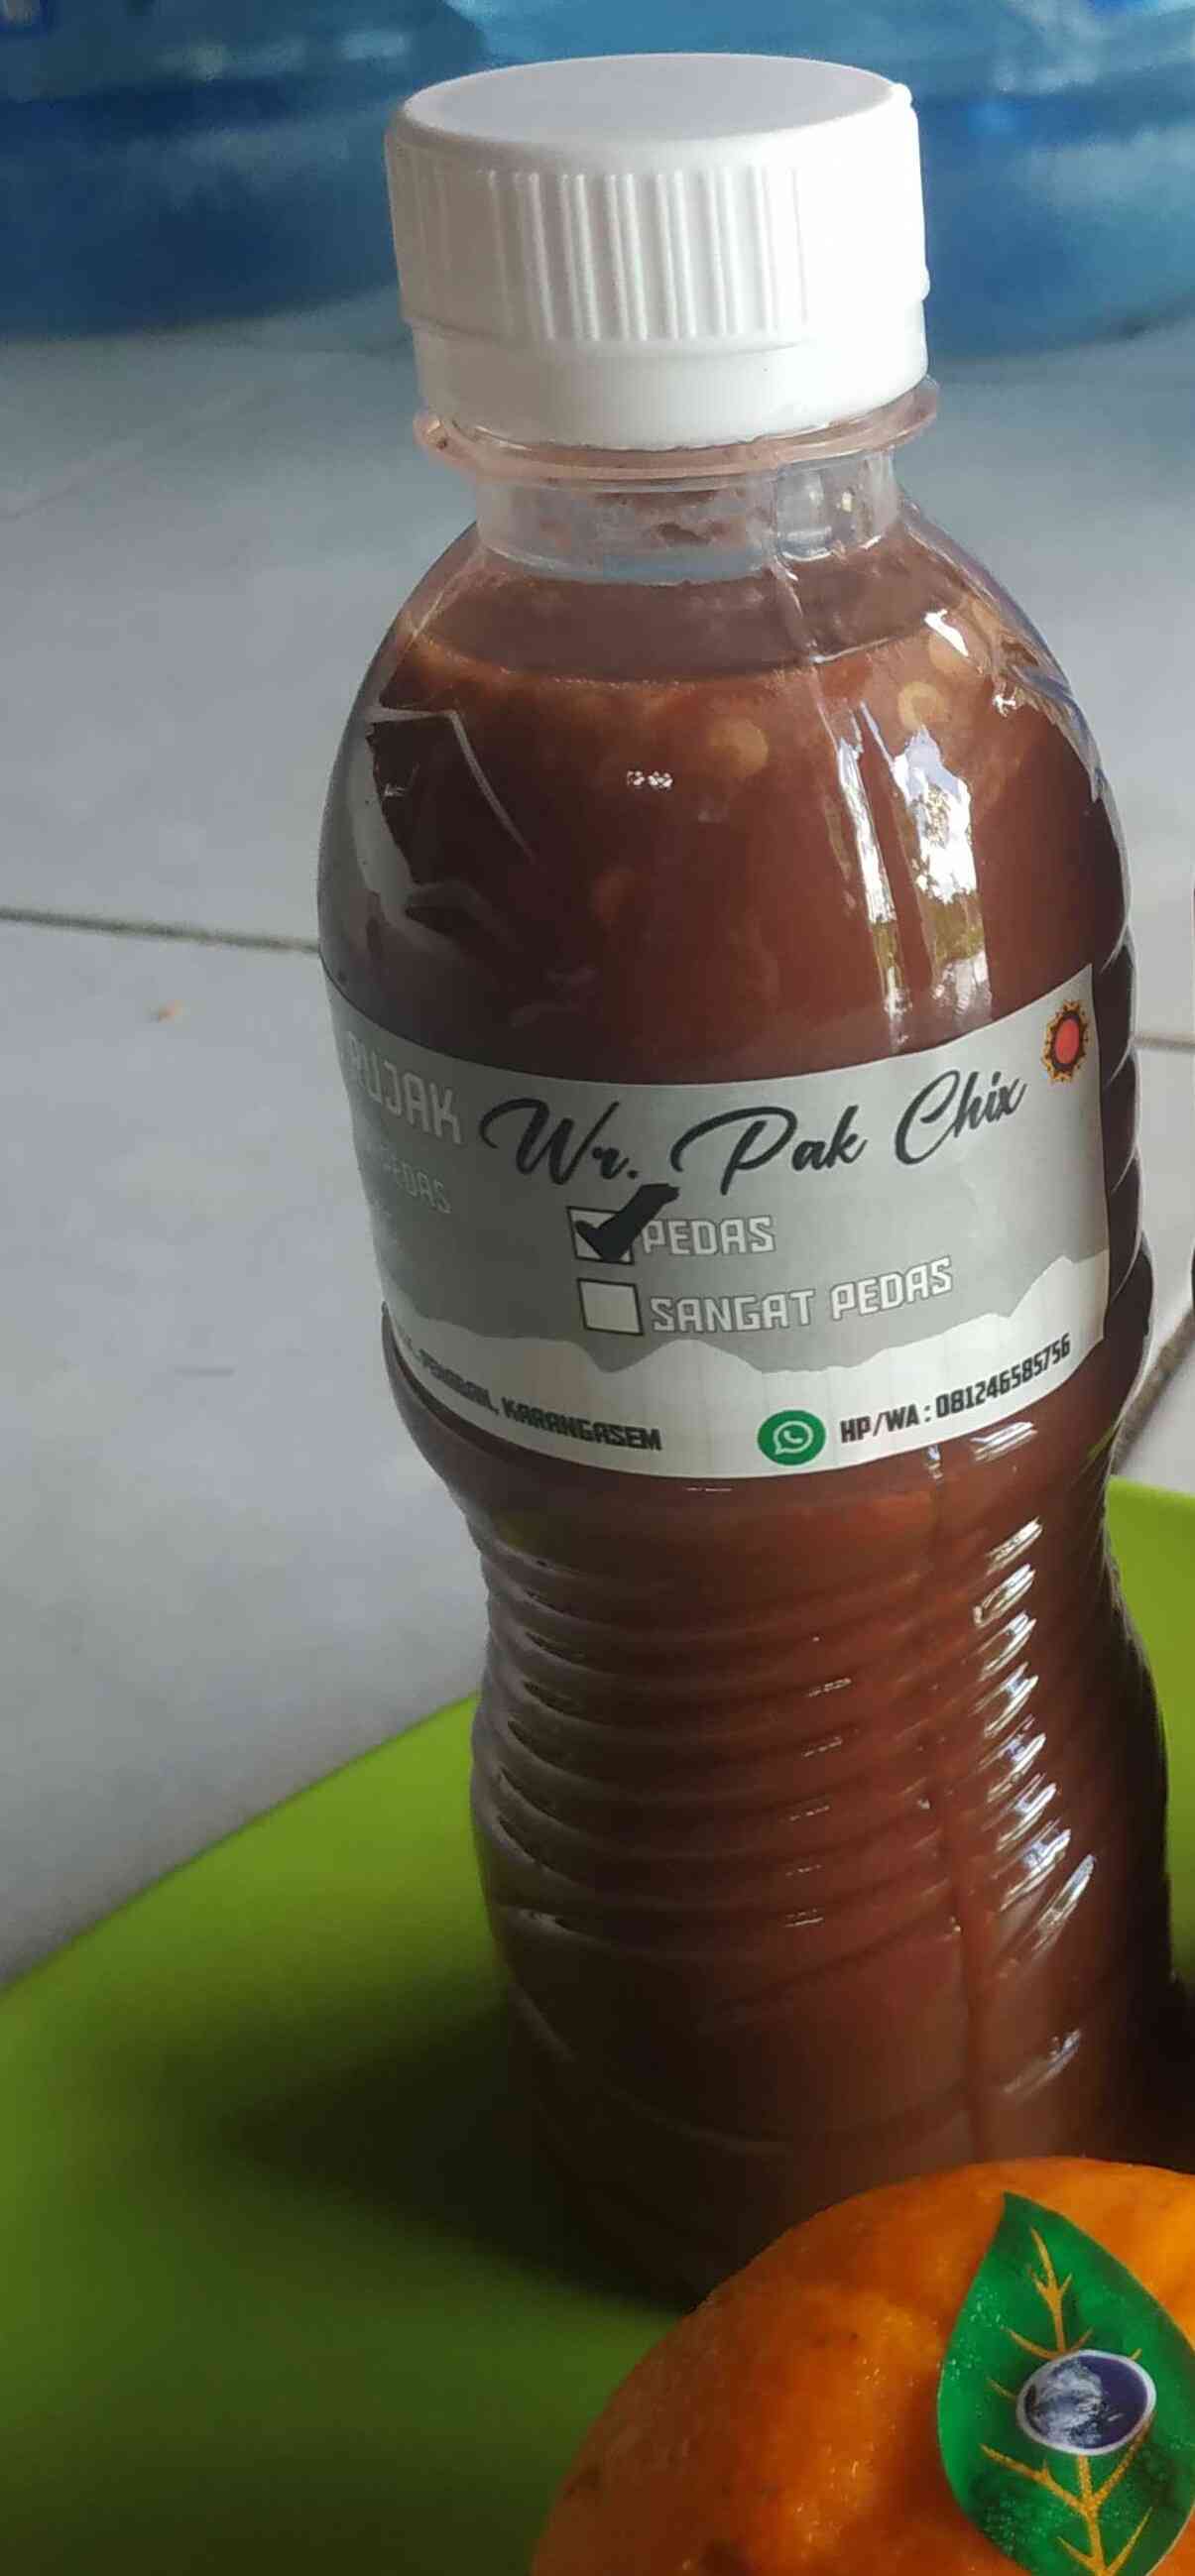 RUJAK Wr. Pak Chix
PEDAS
SANGAT PEDAS
KARANGASEM
HP/WA : 081246585756